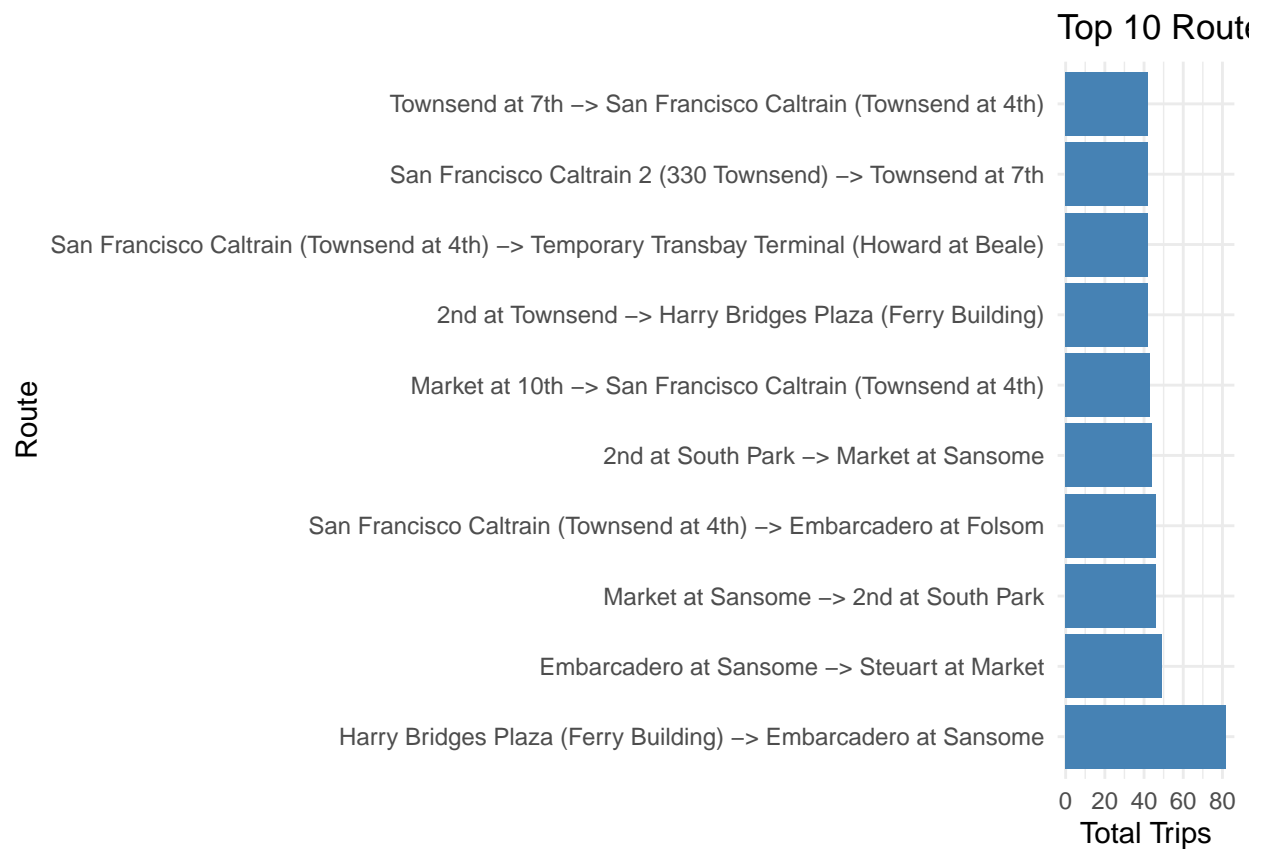 Top 10 Route
Townsend at 7th −> San Francisco Caltrain (Townsend at 4th)
San Francisco Caltrain 2 (330 Townsend) −> Townsend at 7th
San Francisco Caltrain (Townsend at 4th) −> Temporary Transbay Terminal (Howard at Beale)
2nd at Townsend −> Harry Bridges Plaza (Ferry Building)
Market at 10th −> San Francisco Caltrain (Townsend at 4th)
Route
2nd at South Park −> Market at Sansome
San Francisco Caltrain (Townsend at 4th) −> Embarcadero at Folsom
Market at Sansome −> 2nd at South Park
Embarcadero at Sansome −> Steuart at Market
Harry Bridges Plaza (Ferry Building) −> Embarcadero at Sansome
0 20 40 60 80
Total Trips